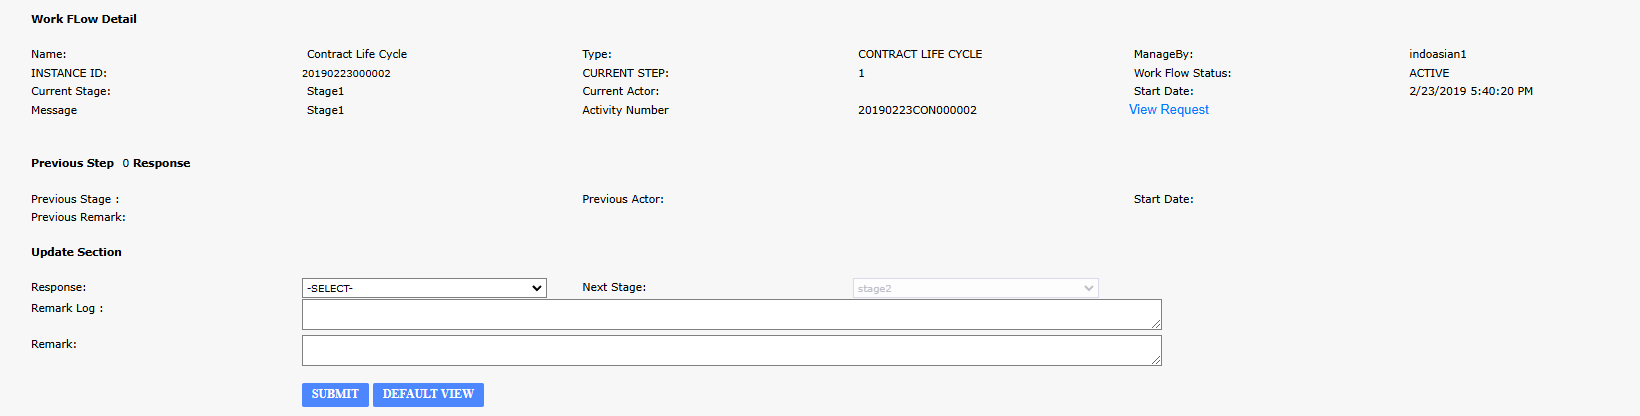 Work FLow Detail
Name: Contract Life Cycle Type: CONTRACT LIFE CYCLE ManageBy: indoasian1
INSTANCE ID: 20190223000002 CURRENT STEP: 1 Work Flow Status: ACTIVE
Current Stage: Stage1 Current Actor: Start Date: 2/23/2019 5:40:20 PM
Message Stage1 Activity Number 20190223CON000002 View Request
Previous Step 0 Response
Previous Stage : Previous Actor: Start Date:
Previous Remark:
Update Section
Response: -SELECT- Next Stage: stage2
Remark Log :
Remark:
SUBMIT DEFAULT VIEW